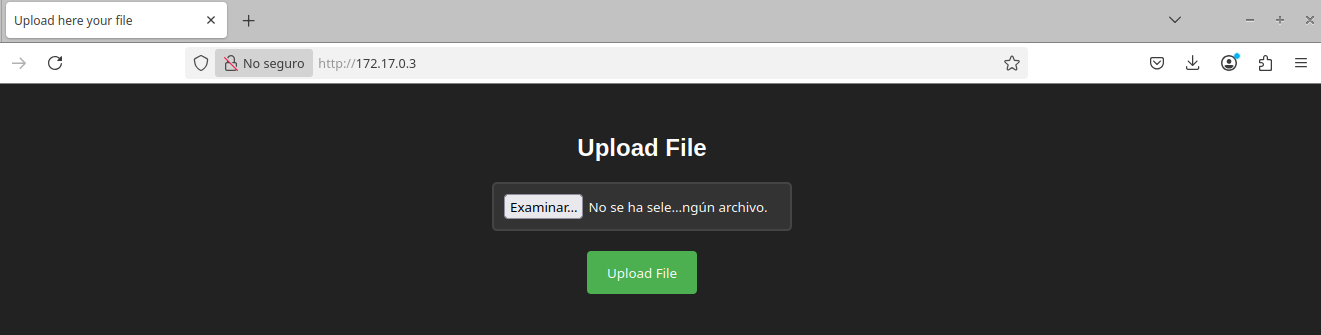 Upload here your file
No seguro http://172.17.0.3
Upload File
Examinar... No se ha sele...ngún archivo.
Upload File